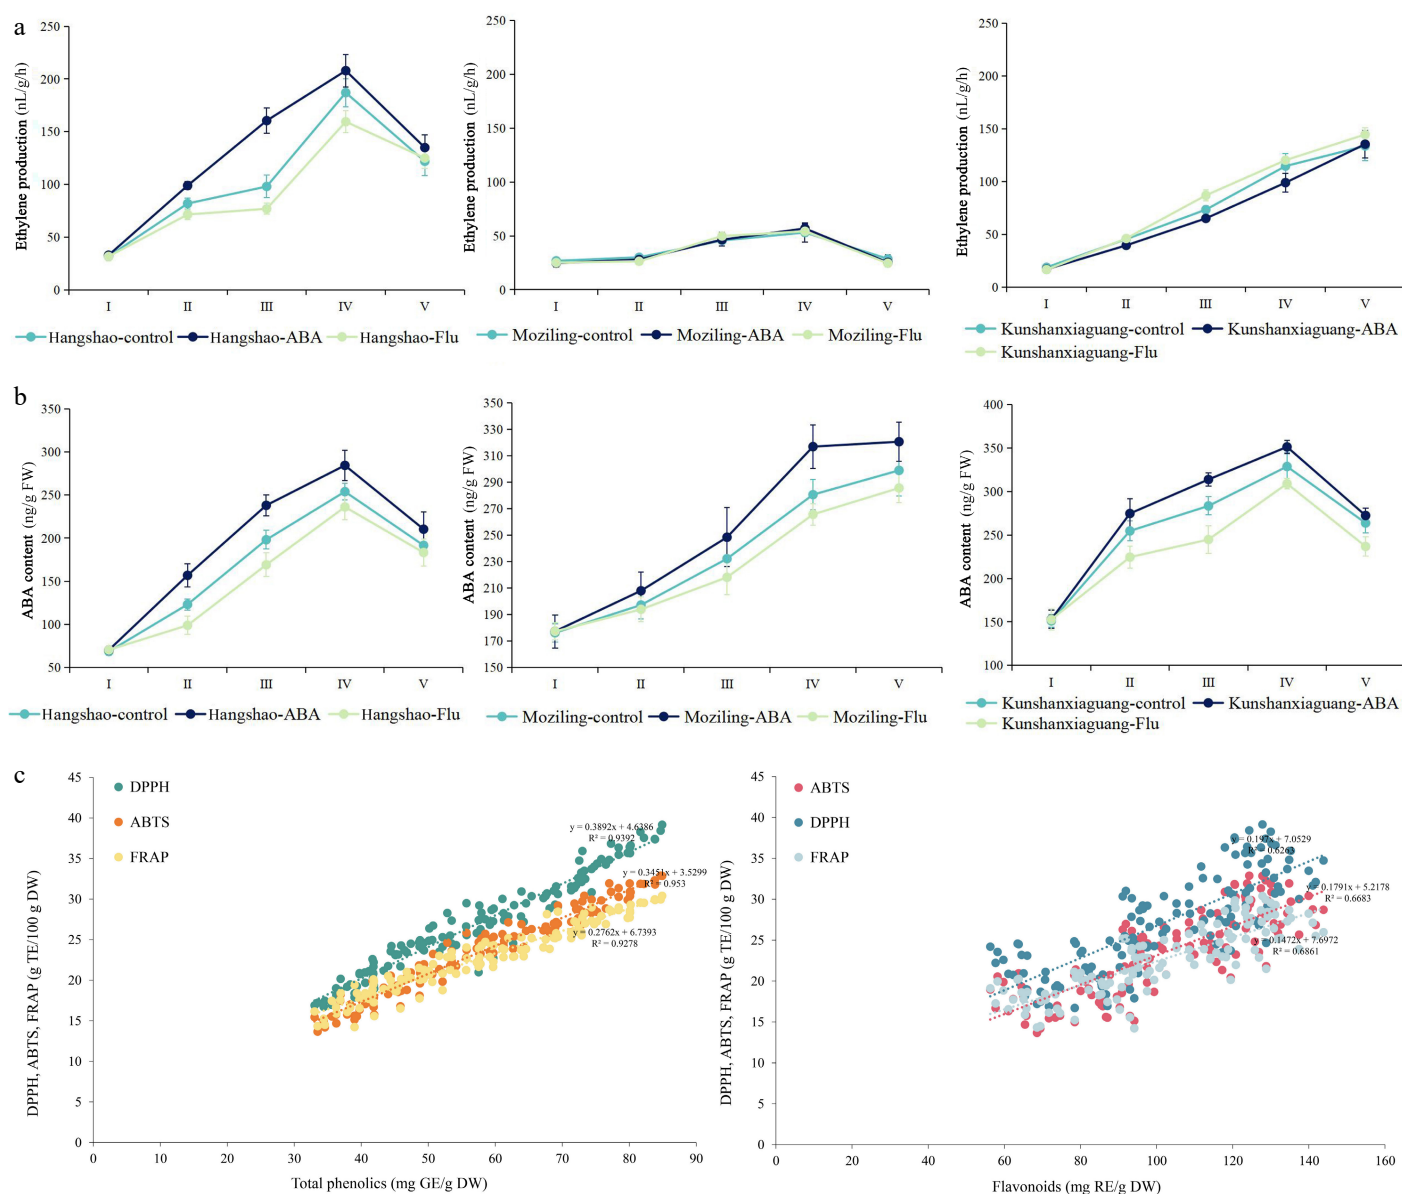 a
Ethylene production (nL/g/h)
250
200
150
100
50
0
I II III IV V
Hangshao-control Hangshao-ABA Hangshao-Flu
Ethylene production (nL/g/h)
250
200
150
100
50
0
I II III IV V
Moziling-control Moziling-ABA Moziling-Flu
Ethylene production (nL/g/h)
250
200
150
100
50
0
I II III IV V
Kunshanxiaguang-control Kunshanxiaguang-ABA
Kunshanxiaguang-Flu
b
ABA content (ng/g FW)
350
300
250
200
150
100
50
I II III IV V
Hangshao-control Hangshao-ABA Hangshao-Flu
ABA content (ng/g FW)
350
330
310
290
270
250
230
210
190
170
150
I II III IV V
Moziling-control Moziling-ABA Moziling-Flu
ABA content (ng/g FW)
400
350
300
250
200
150
100
I II III IV V
Kunshanxiaguang-control Kunshanxiaguang-ABA
Kunshanxiaguang-Flu
c
DPPH, ABTS, FRAP (g TE/100 g DW)
45
40
35
30
25
20
15
10
5
0
DPPH
ABTS
FRAP
y = 0.3892x + 4.6386
R² = 0.9392
y = 0.3451x + 3.5299
R² = 0.953
y = 0.2762x + 6.7393
R² = 0.9278
0 10 20 30 40 50 60 70 80 90
Total phenolics (mg GE/g DW)
DPPH, ABTS, FRAP (g TE/100 g DW)
45
40
35
30
25
20
15
10
5
0
ABTS
DPPH
FRAP
y = 0.197x + 7.0529
R² = 0.6263
y = 0.1791x + 5.2178
R² = 0.6683
y = 0.1472x + 7.6972
R² = 0.6861
0 20 40 60 80 100 120 140 160
Flavonoids (mg RE/g DW)